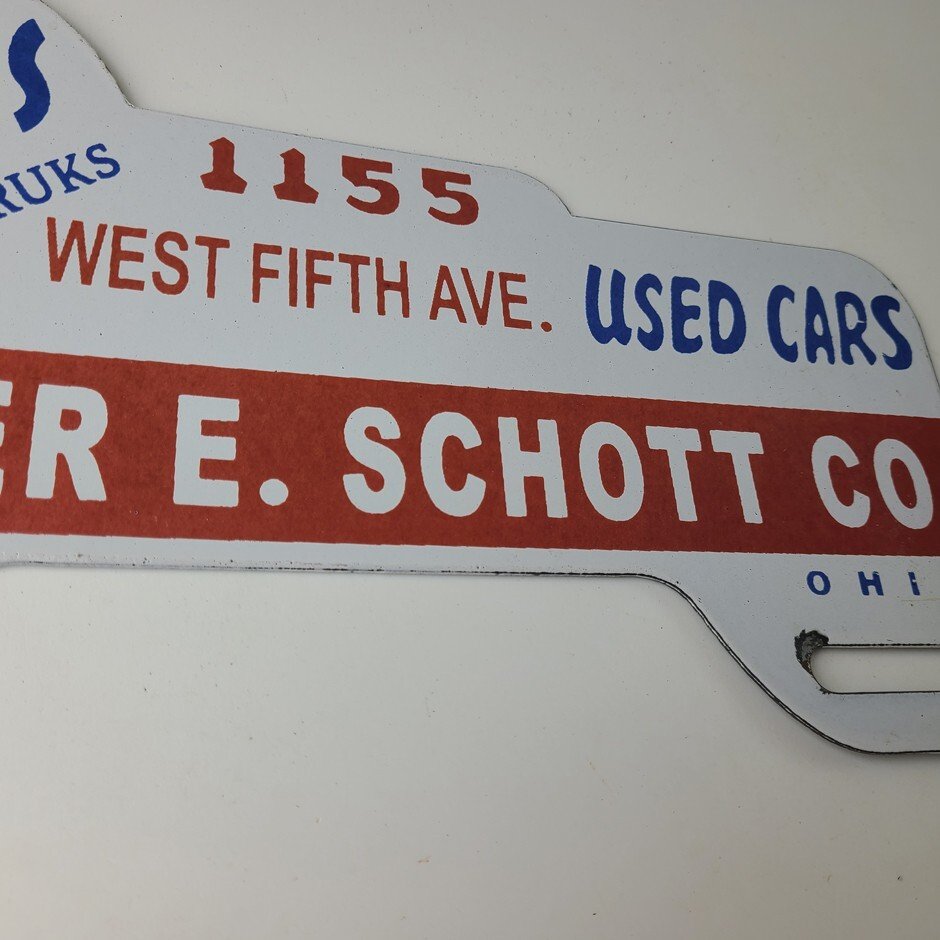 S
RUKS
1155
WEST FIFTH AVE.
USED CARS
ER E. SCHOTT CO
OHI